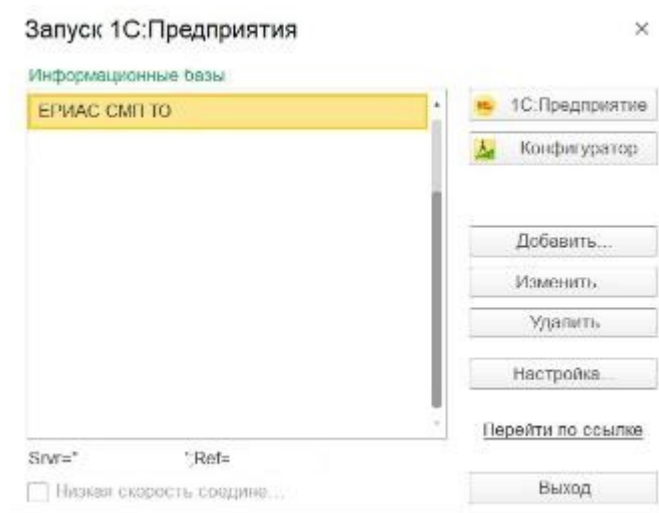 Запуск 1С:Предприятия
Информационные базы
ЕРИАС СМП ТО
1С:Предприятие
Конфигуратор
Добавить...
Изменить
Удалить
Настройка...
Перейти по ссылке
Srvr=" ";Ref=
Низкая скорость соедине...
Выход